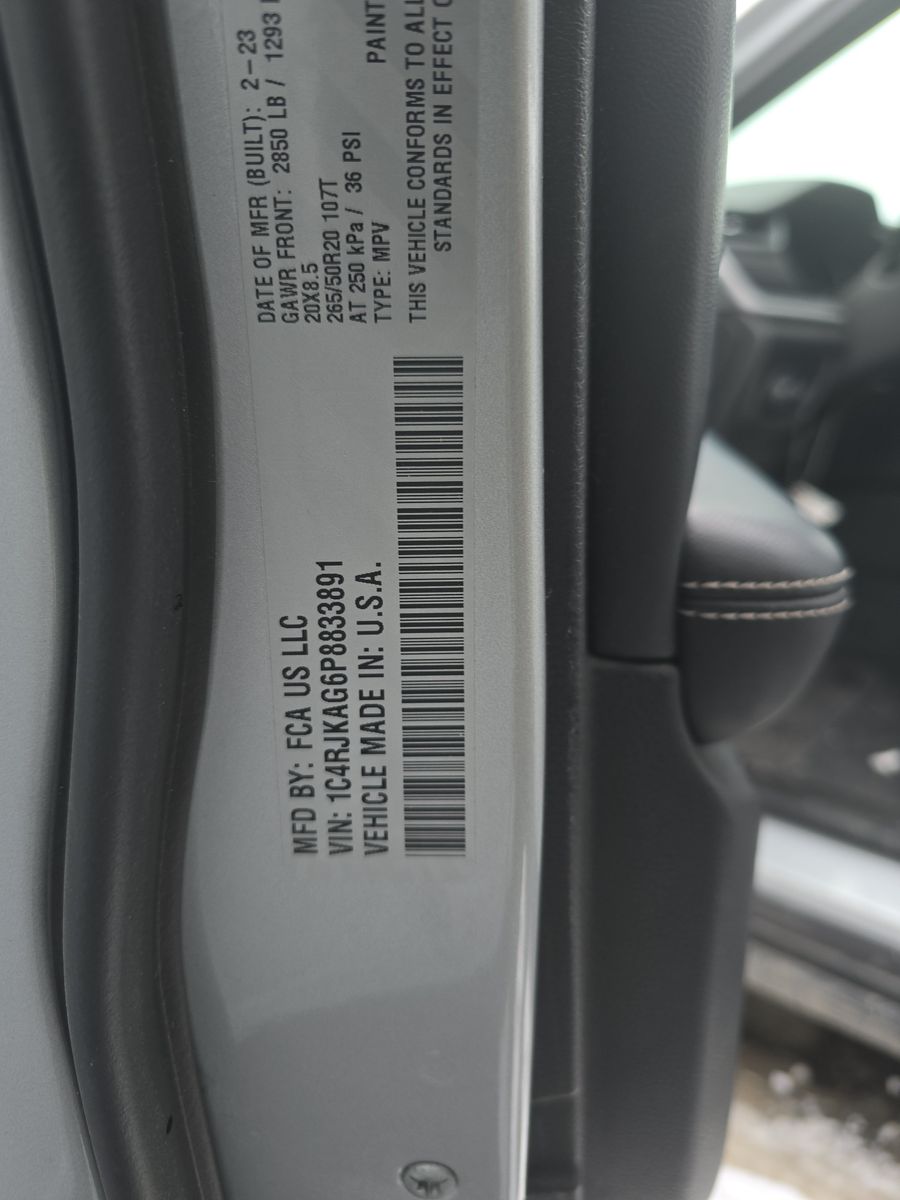 DATE OF MFR (BUILT): 2-23
GAWR FRONT: 2850 LB / 1293
20X8.5
265/50R20 107T
AT 250 kPa / 36 PSI
TYPE: MPV
PAINT
THIS VEHICLE CONFORMS TO ALL
STANDARDS IN EFFECT
MFD BY: FCA US LLC
VIN: 1C4RJKAG6P8833891
VEHICLE MADE IN: U.S.A.